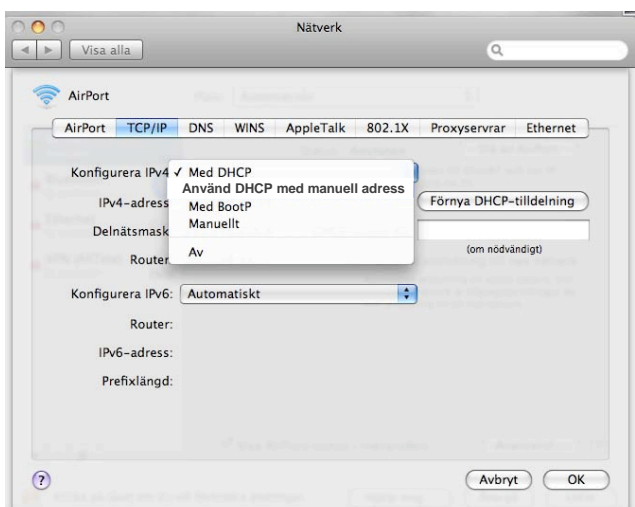 Nätverk
Visa alla
AirPort
AirPort TCP/IP DNS WINS AppleTalk 802.1X Proxyservrar Ethernet
Konfigurera IPv4 ✓ Med DHCP
Använd DHCP med manuell adress
IPv4-adress Med BootP Förnya DHCP-tilldelning
Manuellt
Delnätsmask
(om nödvändigt)
Router Av
Konfigurera IPv6: Automatiskt
Router:
IPv6-adress:
Prefixlängd:
? Avbryt OK